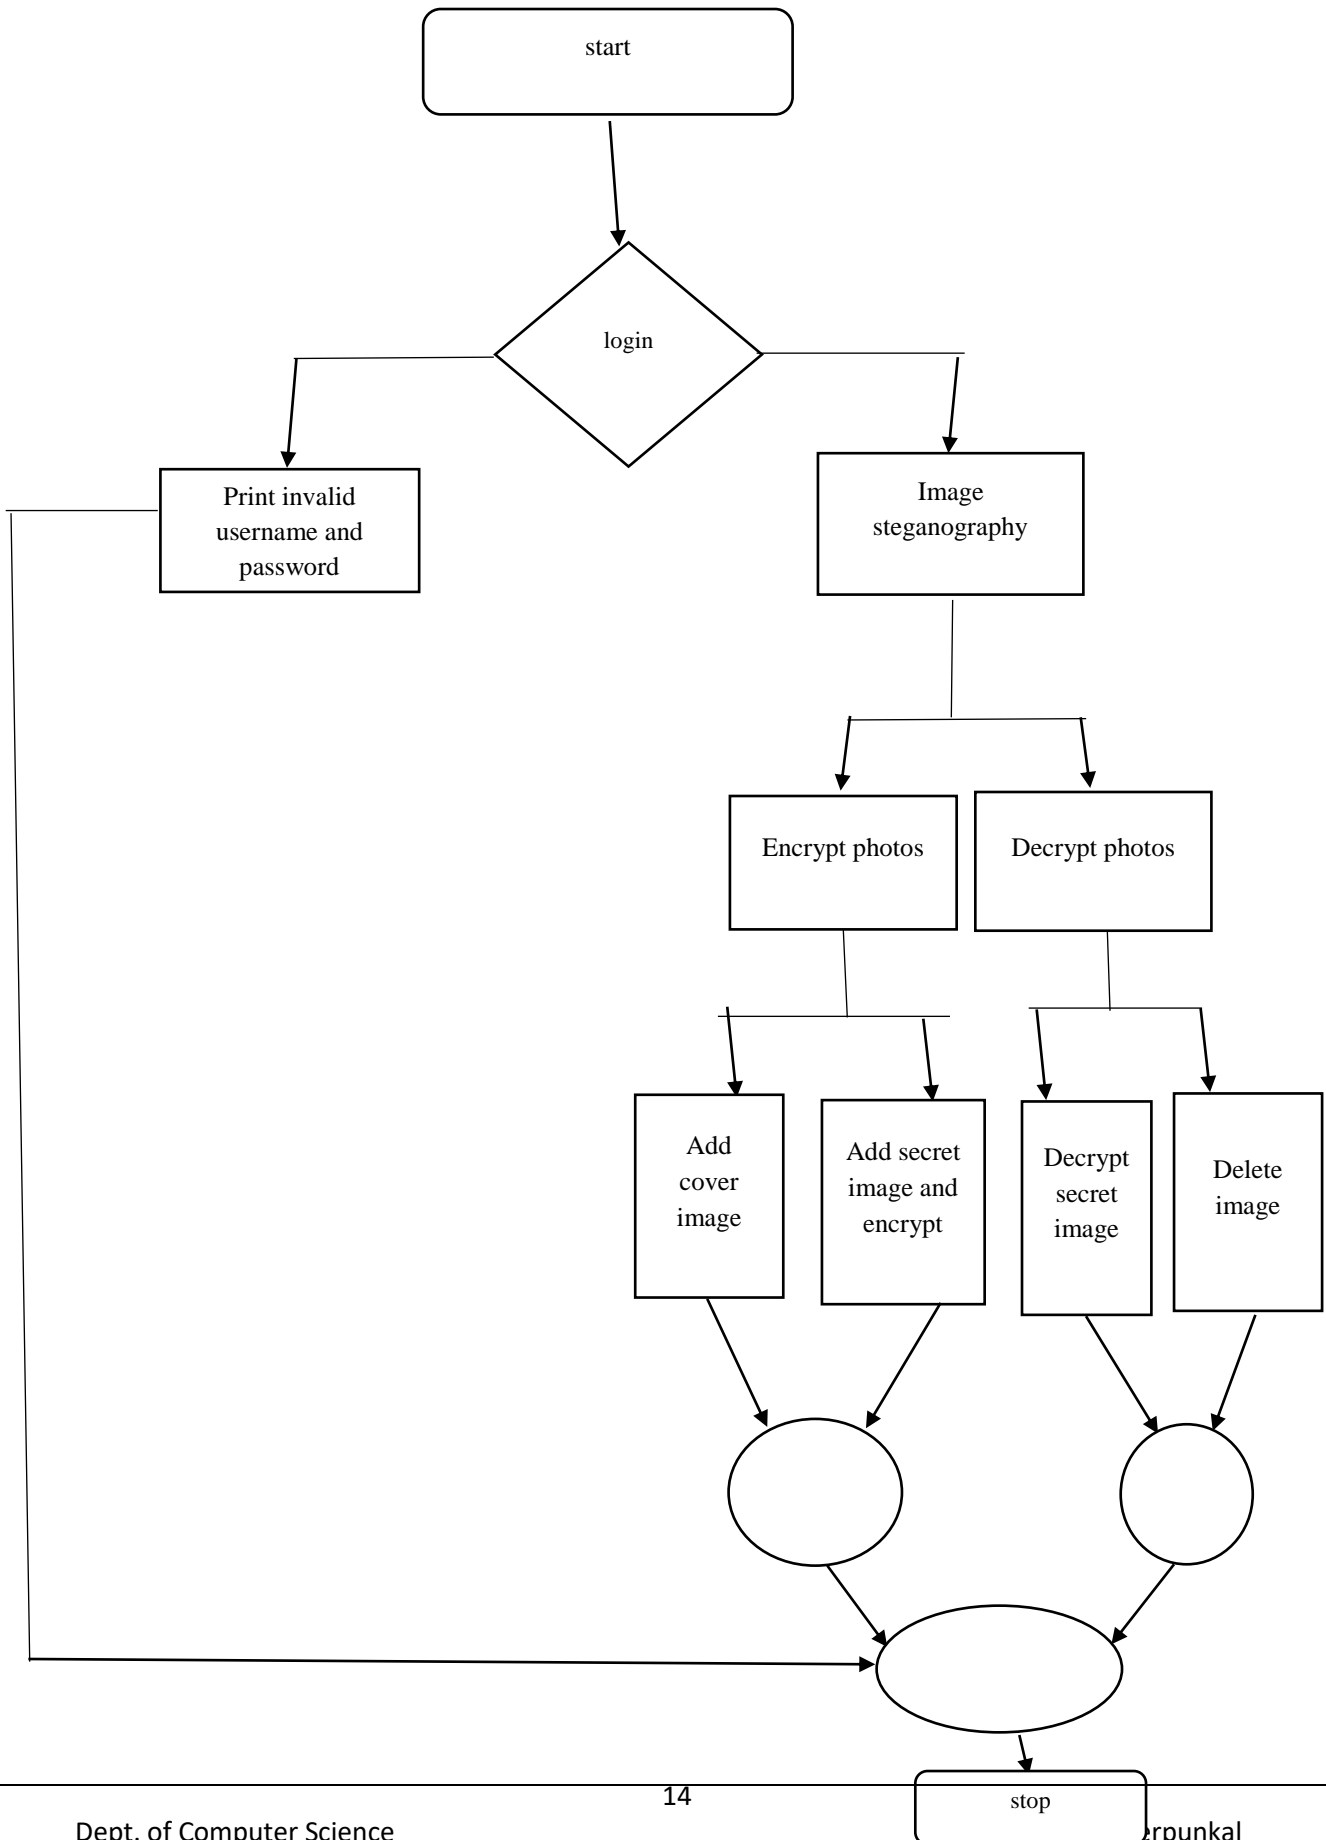 start
login
Print invalid
username and
password
Image
steganography
Encrypt photos
Decrypt photos
Add
cover
image
Add secret
image and
encrypt
Decrypt
secret
image
Delete
image
14
stop
Dept. of Computer Science